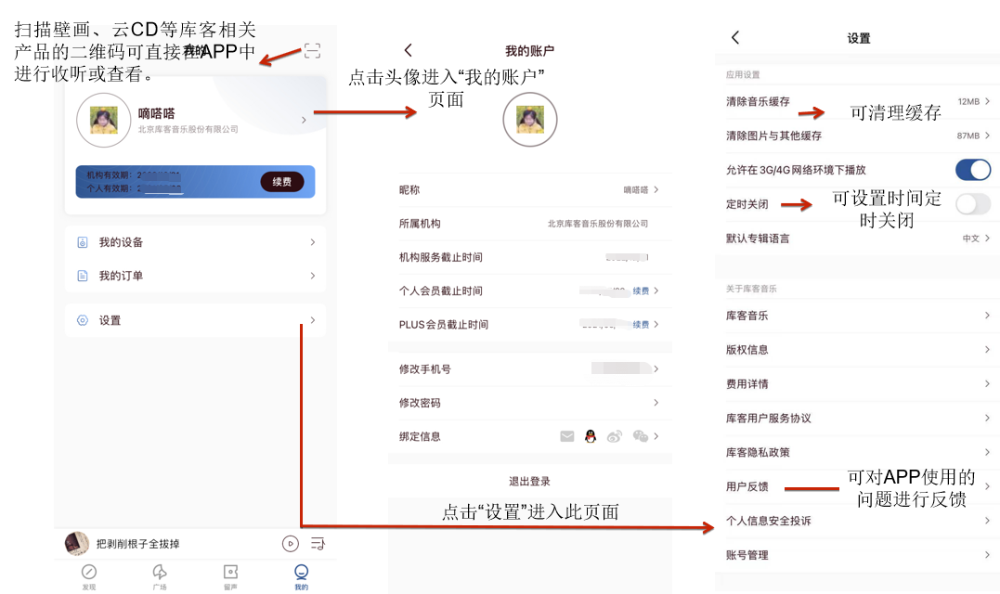 扫描壁画、云CD等库客相关
产品的二维码可直接在APP中
进行收听或查看。
我的
嘀嗒嗒
北京库客音乐股份有限公司
机构有效期：
个人有效期：
续费
我的设备
我的订单
设置
把剥削根子全拔掉
发现
广场
留声
我的
我的账户
点击头像进入“我的账户”
页面
昵称
嘀嗒嗒
所属机构
北京库客音乐股份有限公司
机构服务截止时间
个人会员截止时间
续费
PLUS会员截止时间
续费
修改手机号
修改密码
绑定信息
退出登录
点击“设置”进入此页面
设置
应用设置
清除音乐缓存
12MB
可清理缓存
清除图片与其他缓存
87MB
允许在3G/4G网络环境下播放
定时关闭
可设置时间定
时关闭
默认专辑语言
中文
关于库客音乐
库客音乐
版权信息
费用详情
库客用户服务协议
库客隐私政策
用户反馈
可对APP使用的
问题进行反馈
个人信息安全投诉
账号管理